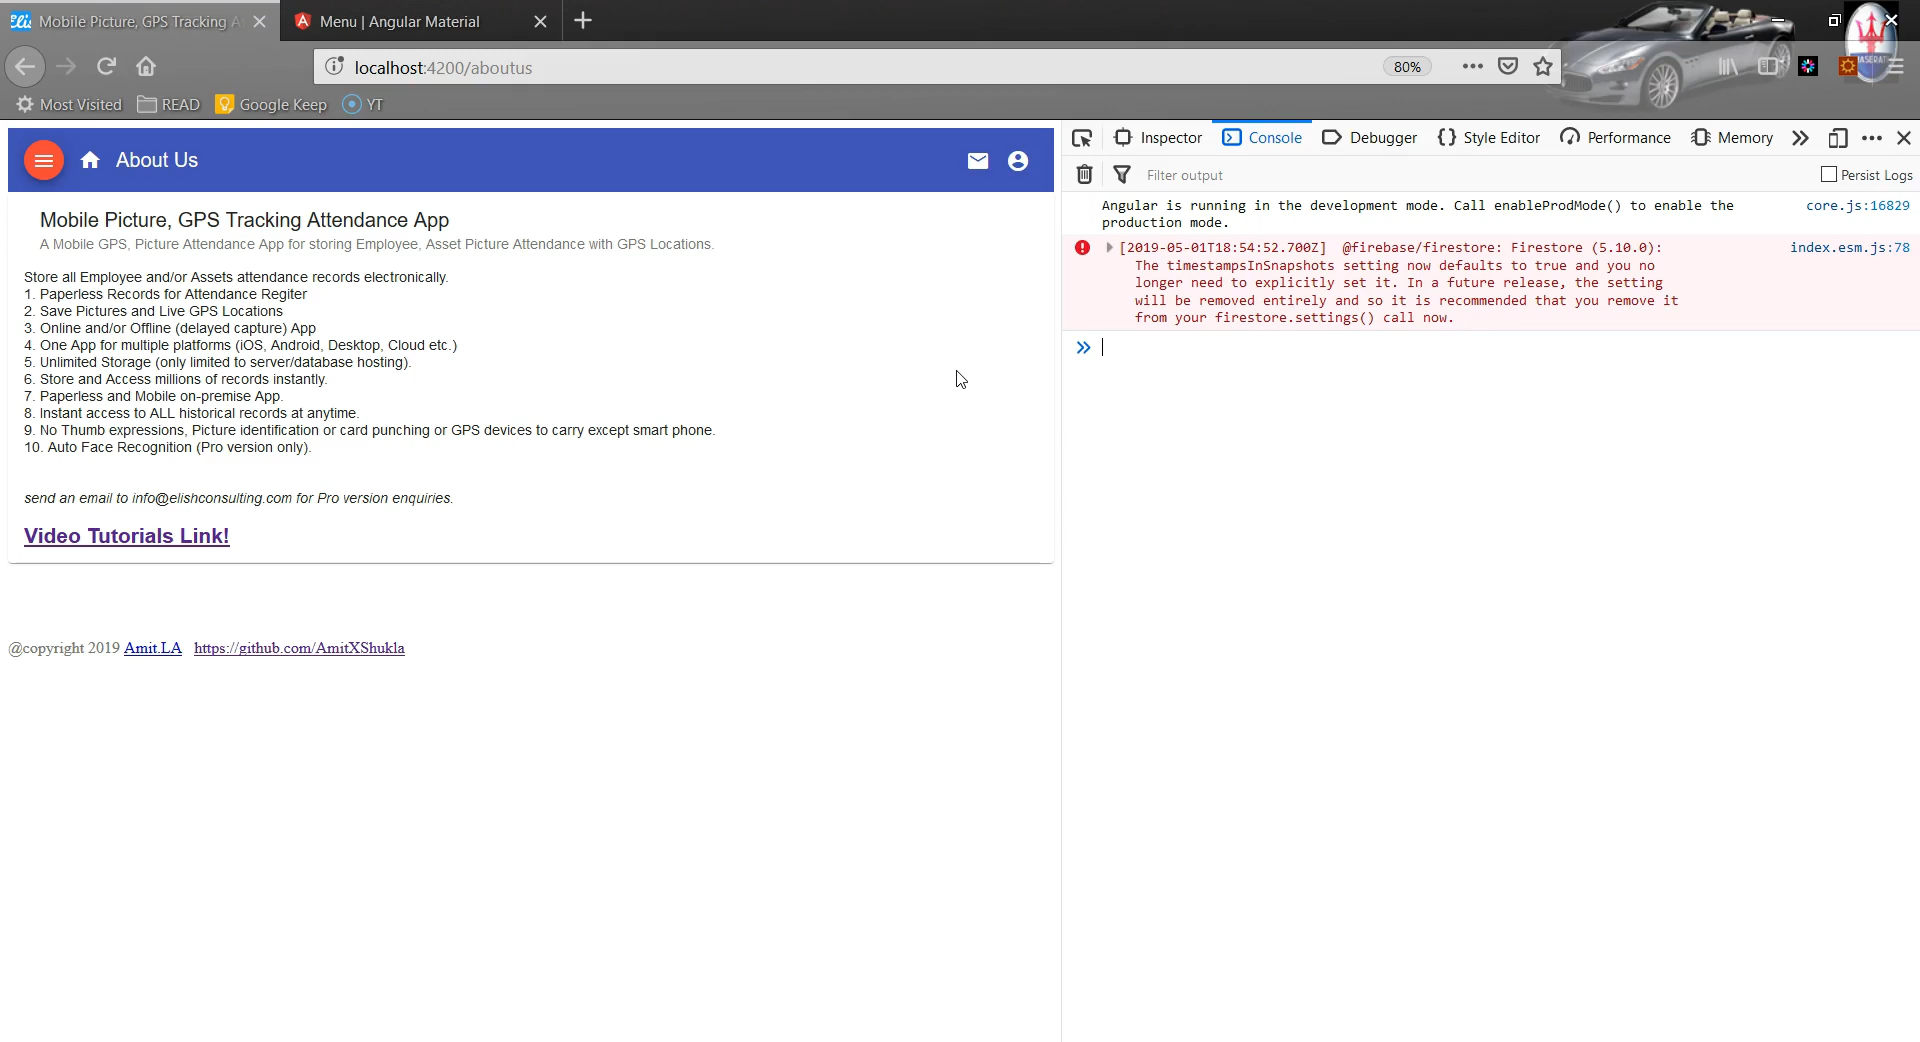 Mobile Picture, GPS Tracking A
Menu | Angular Material
localhost:4200/aboutus
80%
Most Visited
READ
Google Keep
YT
About Us
Mobile Picture, GPS Tracking Attendance App
A Mobile GPS, Picture Attendance App for storing Employee, Asset Picture Attendance with GPS Locations.
Store all Employee and/or Assets attendance records electronically.
1. Paperless Records for Attendance Regiter
2. Save Pictures and Live GPS Locations
3. Online and/or Offline (delayed capture) App
4. One App for multiple platforms (iOS, Android, Desktop, Cloud etc.)
5. Unlimited Storage (only limited to server/database hosting).
6. Store and Access millions of records instantly.
7. Paperless and Mobile on-premise App.
8. Instant access to ALL historical records at anytime.
9. No Thumb expressions, Picture identification or card punching or GPS devices to carry except smart phone.
10. Auto Face Recognition (Pro version only).
send an email to info@elishconsulting.com for Pro version enquiries.
Video Tutorials Link!
@copyright 2019 Amit.LA https://github.com/AmitXShukla
Inspector Console Debugger Style Editor Performance Memory
Filter output
Persist Logs
Angular is running in the development mode. Call enableProdMode() to enable the core.js:16829
production mode.
[2019-05-01T18:54:52.700Z] @firebase/firestore: Firestore (5.10.0): index.esm.js:78
The timestampsInSnapshots setting now defaults to true and you no
longer need to explicitly set it. In a future release, the setting
will be removed entirely and so it is recommended that you remove it
from your firestore.settings() call now.